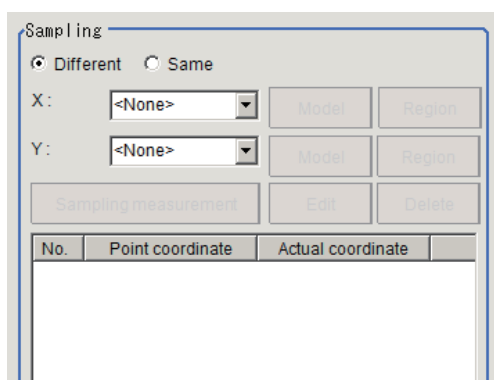 Sampling
Different Same
X: <None> Model Region
Y: <None> Model Region
Sampling measurement Edit Delete
No. Point coordinate Actual coordinate